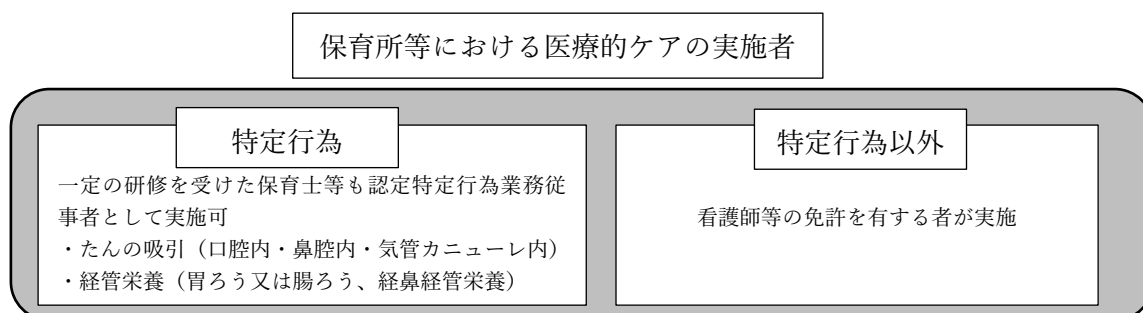 保育所等における医療的ケアの実施者
特定行為
一定の研修を受けた保育士等も認定特定行為業務従
事者として実施可
・たんの吸引（口腔内・鼻腔内・気管カニューレ内）
・経管栄養（胃ろう又は腸ろう、経鼻経管栄養）
特定行為以外
看護師等の免許を有する者が実施